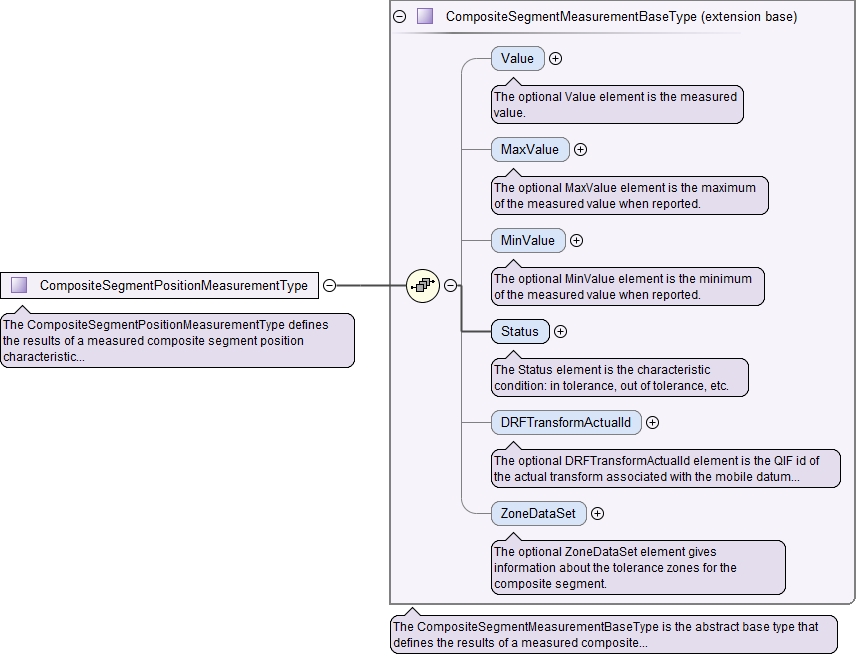 CompositeSegmentMeasurementBaseType (extension base)
Value
The optional Value element is the measured
value.
MaxValue
The optional MaxValue element is the maximum
of the measured value when reported.
MinValue
The optional MinValue element is the minimum
of the measured value when reported.
CompositeSegmentPositionMeasurementType
The CompositeSegmentPositionMeasurementType defines
the results of a measured composite segment position
characteristic...
Status
The Status element is the characteristic
condition: in tolerance, out of tolerance, etc.
DRFTransformActualId
The optional DRFTransformActualId element is the QIF id of
the actual transform associated with the mobile datum...
ZoneDataSet
The optional ZoneDataSet element gives
information about the tolerance zones for the
composite segment.
The CompositeSegmentMeasurementBaseType is the abstract base type that
defines the results of a measured composite...